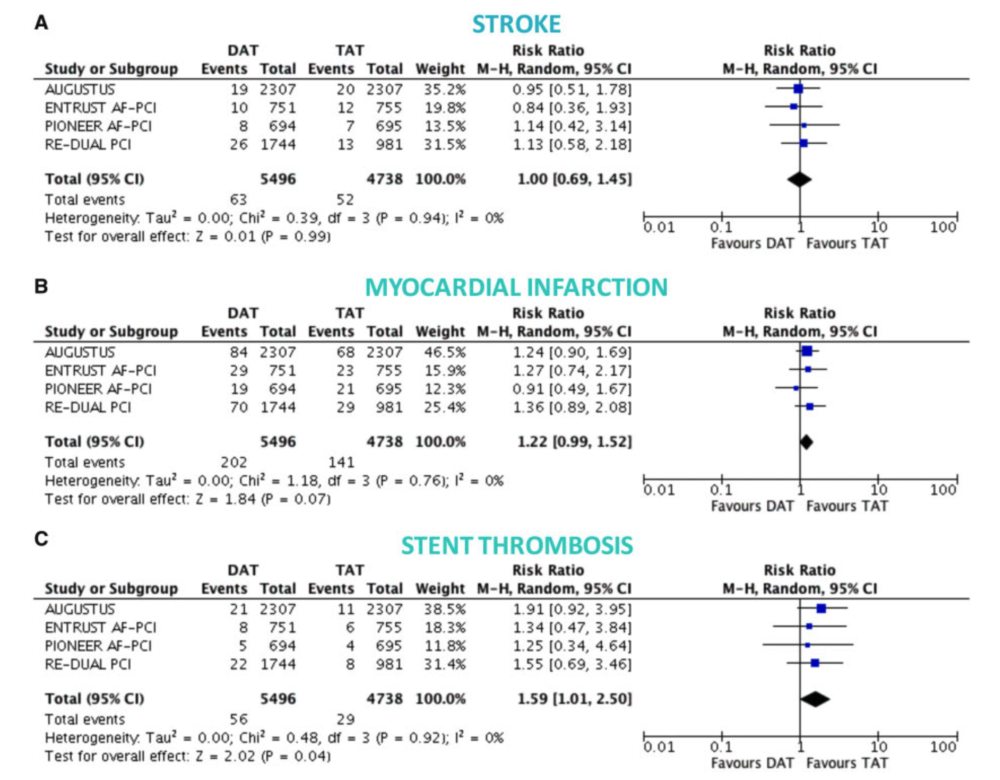 A
STROKE
DAT TAT Risk Ratio Risk Ratio
Study or Subgroup Events Total Events Total Weight M-H, Random, 95% CI M-H, Random, 95% CI
AUGUSTUS 19 2307 20 2307 35.2% 0.95 [0.51, 1.78]
ENTRUST AF-PCI 10 751 12 755 19.8% 0.84 [0.36, 1.93]
PIONEER AF-PCI 8 694 7 695 13.5% 1.14 [0.42, 3.14]
RE-DUAL PCI 26 1744 13 981 31.5% 1.13 [0.58, 2.18]
Total (95% CI) 5496 4738 100.0% 1.00 [0.69, 1.45]
Total events 63 52
Heterogeneity: Tau² = 0.00; Chi² = 0.39, df = 3 (P = 0.94); I² = 0%
Test for overall effect: Z = 0.01 (P = 0.99)
0.01 0.1 1 10 100
Favours DAT Favours TAT
B
MYOCARDIAL INFARCTION
DAT TAT Risk Ratio Risk Ratio
Study or Subgroup Events Total Events Total Weight M-H, Random, 95% CI M-H, Random, 95% CI
AUGUSTUS 84 2307 68 2307 46.5% 1.24 [0.90, 1.69]
ENTRUST AF-PCI 29 751 23 755 15.9% 1.27 [0.74, 2.17]
PIONEER AF-PCI 19 694 21 695 12.3% 0.91 [0.49, 1.67]
RE-DUAL PCI 70 1744 29 981 25.4% 1.36 [0.89, 2.08]
Total (95% CI) 5496 4738 100.0% 1.22 [0.99, 1.52]
Total events 202 141
Heterogeneity: Tau² = 0.00; Chi² = 1.18, df = 3 (P = 0.76); I² = 0%
Test for overall effect: Z = 1.84 (P = 0.07)
0.01 0.1 1 10 100
Favours DAT Favours TAT
C
STENT THROMBOSIS
DAT TAT Risk Ratio Risk Ratio
Study or Subgroup Events Total Events Total Weight M-H, Random, 95% CI M-H, Random, 95% CI
AUGUSTUS 21 2307 11 2307 38.5% 1.91 [0.92, 3.95]
ENTRUST AF-PCI 8 751 6 755 18.3% 1.34 [0.47, 3.84]
PIONEER AF-PCI 5 694 4 695 11.8% 1.25 [0.34, 4.64]
RE-DUAL PCI 22 1744 8 981 31.4% 1.55 [0.69, 3.46]
Total (95% CI) 5496 4738 100.0% 1.59 [1.01, 2.50]
Total events 56 29
Heterogeneity: Tau² = 0.00; Chi² = 0.48, df = 3 (P = 0.92); I² = 0%
Test for overall effect: Z = 2.02 (P = 0.04)
0.01 0.1 1 10 100
Favours DAT Favours TAT